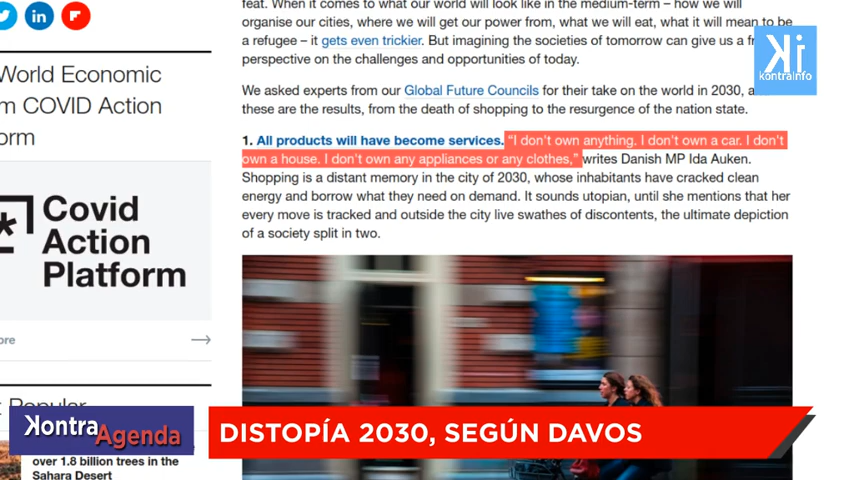 feat. When it comes to what our world will look like in the medium-term – how we will
organise our cities, where we will get our power from, what we will eat, what it will mean to be
a refugee – it gets even trickier. But imagining the societies of tomorrow can give us a
perspective on the challenges and opportunities of today.
We asked experts from our Global Future Councils for their take on the world in 2030,
these are the results, from the death of shopping to the resurgence of the nation state.
1. All products will have become services. “I don't own anything. I don't own a car. I don't
own a house. I don't own any appliances or any clothes,” writes Danish MP Ida Auken.
Shopping is a distant memory in the city of 2030, whose inhabitants have cracked clean
energy and borrow what they need on demand. It sounds utopian, until she mentions that her
every move is tracked and outside the city live swathes of discontents, the ultimate depiction
of a society split in two.
in
World Economic
m COVID Action
orm
Covid
Action
Platform
ore
Popular
over 1.8 billion trees in the
Sahara Desert
Ki
kontrainfo
Kontra
Agenda
DISTOPÍA 2030, SEGÚN DAVOS